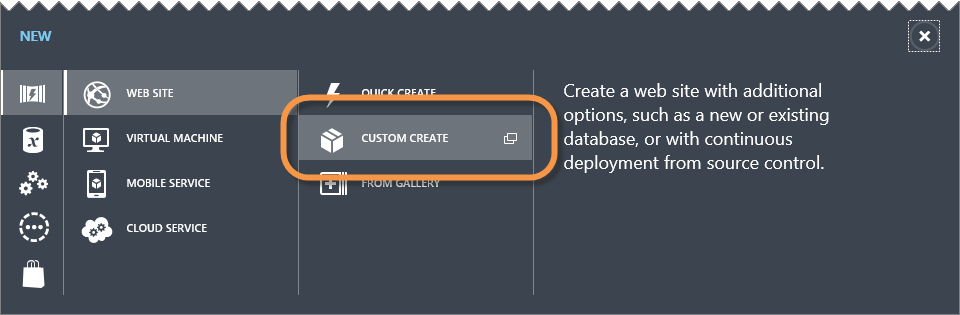 NEW
WEB SITE
VIRTUAL MACHINE
MOBILE SERVICE
CLOUD SERVICE
QUICK CREATE
CUSTOM CREATE
FROM GALLERY
Create a web site with additional
options, such as a new or existing
database, or with continuous
deployment from source control.